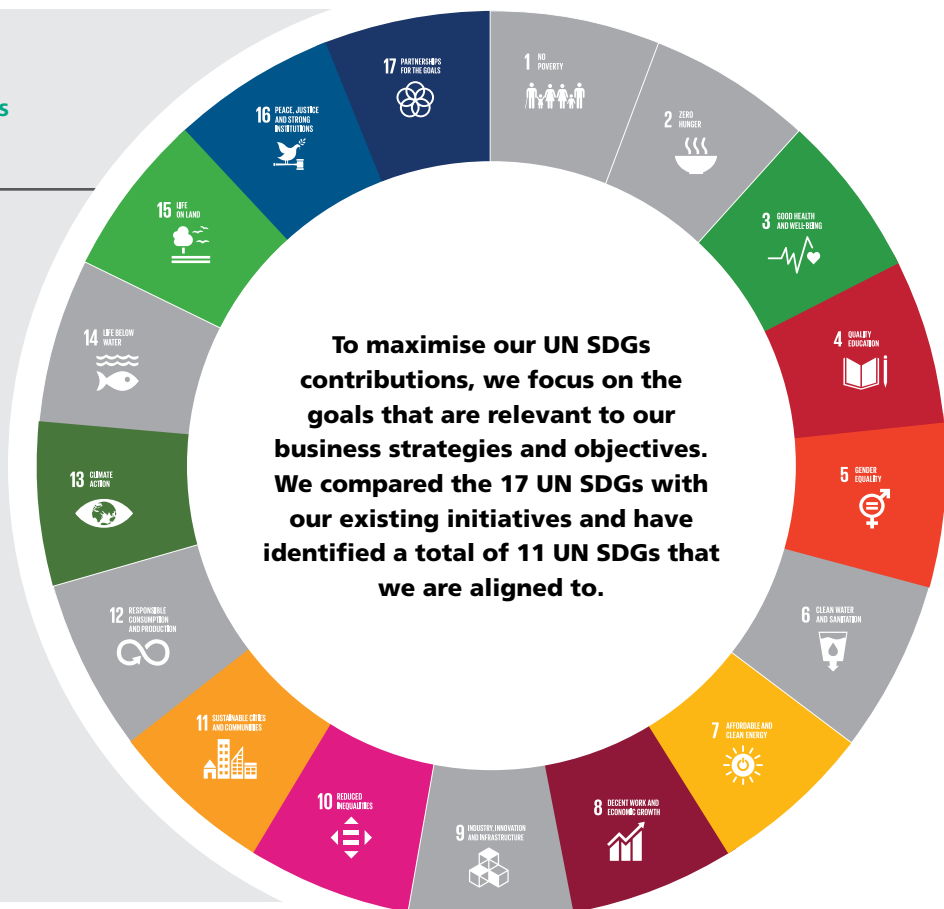 s
17 PARTNERSHIPS
FOR THE GOALS
1 NO
POVERTY
2 ZERO
HUNGER
3 GOOD HEALTH
AND WELL-BEING
4 QUALITY
EDUCATION
5 GENDER
EQUALITY
6 CLEAN WATER
AND SANITATION
7 AFFORDABLE AND
CLEAN ENERGY
8 DECENT WORK AND
ECONOMIC GROWTH
9 INDUSTRY, INNOVATION
AND INFRASTRUCTURE
10 REDUCED
INEQUALITIES
11 SUSTAINABLE CITIES
AND COMMUNITIES
12 RESPONSIBLE
CONSUMPTION
AND PRODUCTION
13 CLIMATE
ACTION
14 LIFE BELOW
WATER
15 LIFE
ON LAND
16 PEACE, JUSTICE
AND STRONG
INSTITUTIONS
To maximise our UN SDGs
contributions, we focus on the
goals that are relevant to our
business strategies and objectives.
We compared the 17 UN SDGs with
our existing initiatives and have
identified a total of 11 UN SDGs that
we are aligned to.